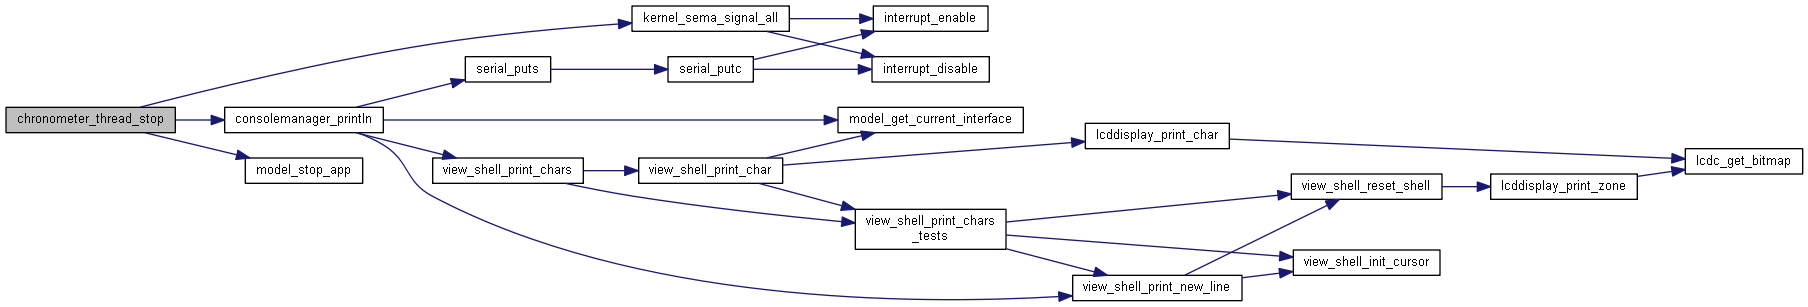 kernel_sema_signal_all
interrupt_enable
serial_puts
serial_putc
interrupt_disable
chronometer_thread_stop
consolemanager_println
model_get_current_interface
lcddisplay_print_char
model_stop_app
view_shell_print_chars
view_shell_print_char
lcdc_get_bitmap
view_shell_reset_shell
lcddisplay_print_zone
view_shell_print_chars
_tests
view_shell_init_cursor
view_shell_print_new_line